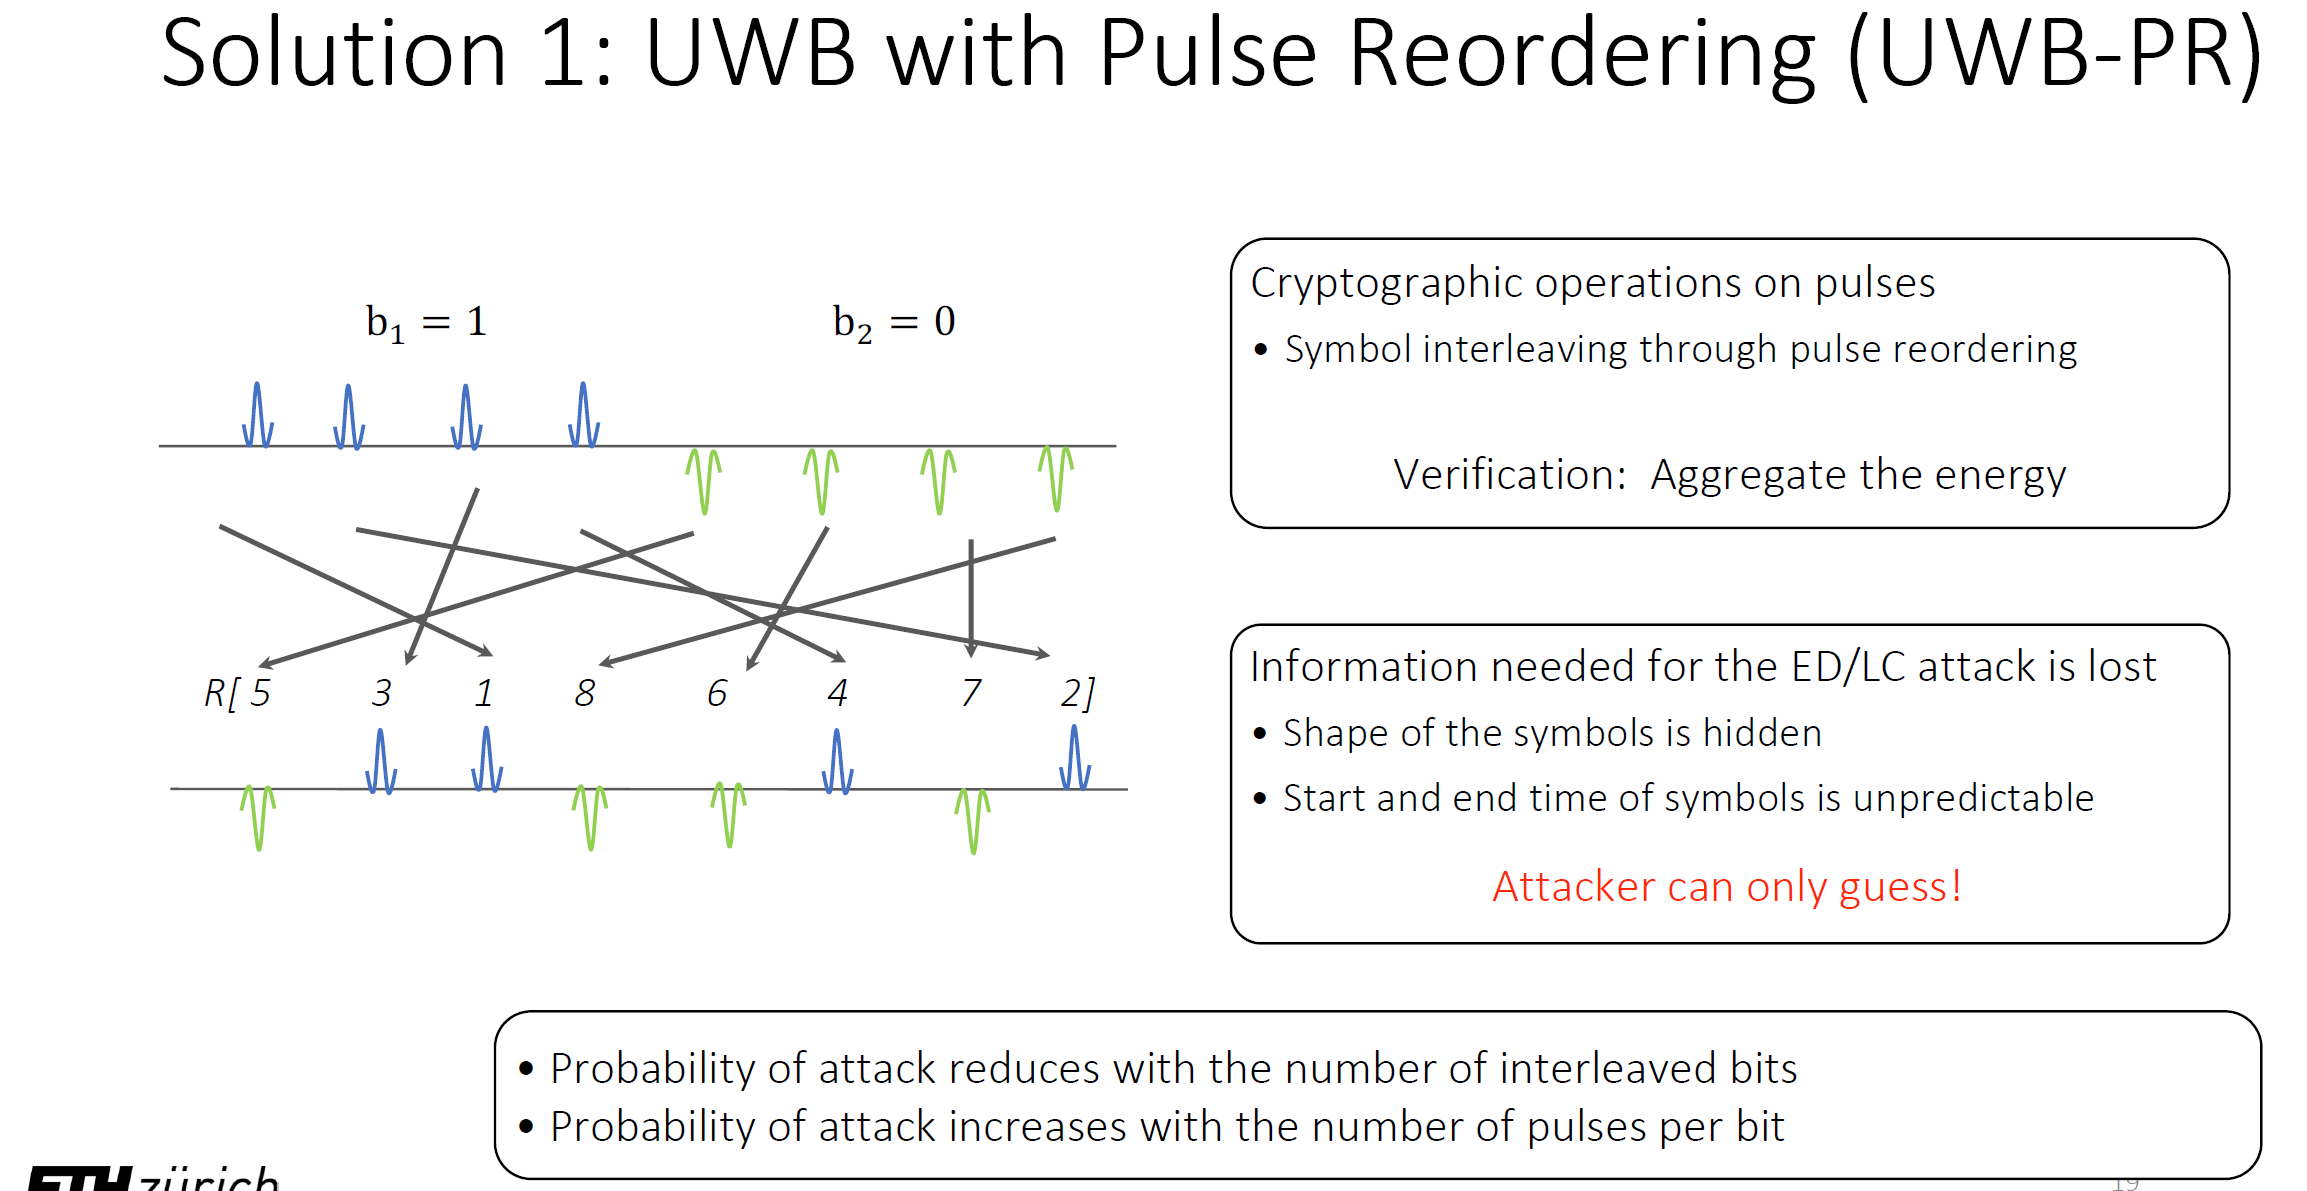 Solution 1: UWB with Pulse Reordering (UWB-PR)
b₁ = 1
b₂ = 0
R[ 5 3 1 8 6 4 7 2]
Cryptographic operations on pulses
• Symbol interleaving through pulse reordering
Verification: Aggregate the energy
Information needed for the ED/LC attack is lost
• Shape of the symbols is hidden
• Start and end time of symbols is unpredictable
Attacker can only guess!
• Probability of attack reduces with the number of interleaved bits
• Probability of attack increases with the number of pulses per bit
ETH zürich
19